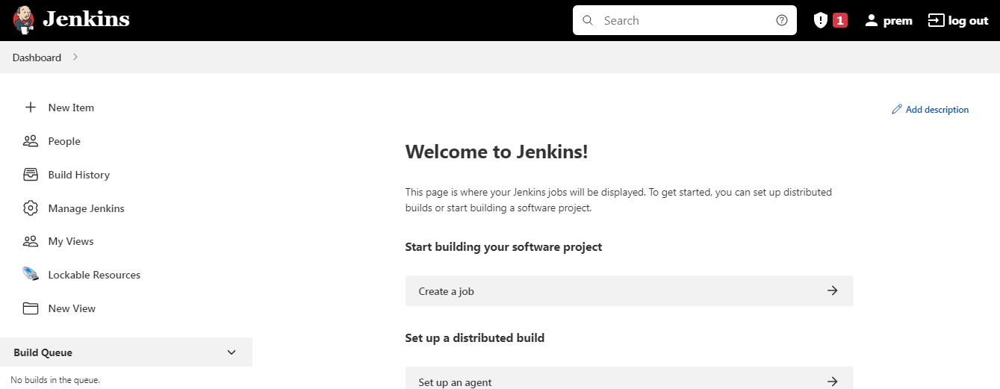 Jenkins
Search
1
prem
log out
Dashboard
New Item
People
Build History
Manage Jenkins
My Views
Lockable Resources
New View
Build Queue
No builds in the queue.
Add description
Welcome to Jenkins!
This page is where your Jenkins jobs will be displayed. To get started, you can set up distributed
builds or start building a software project.
Start building your software project
Create a job
Set up a distributed build
Set up an agent